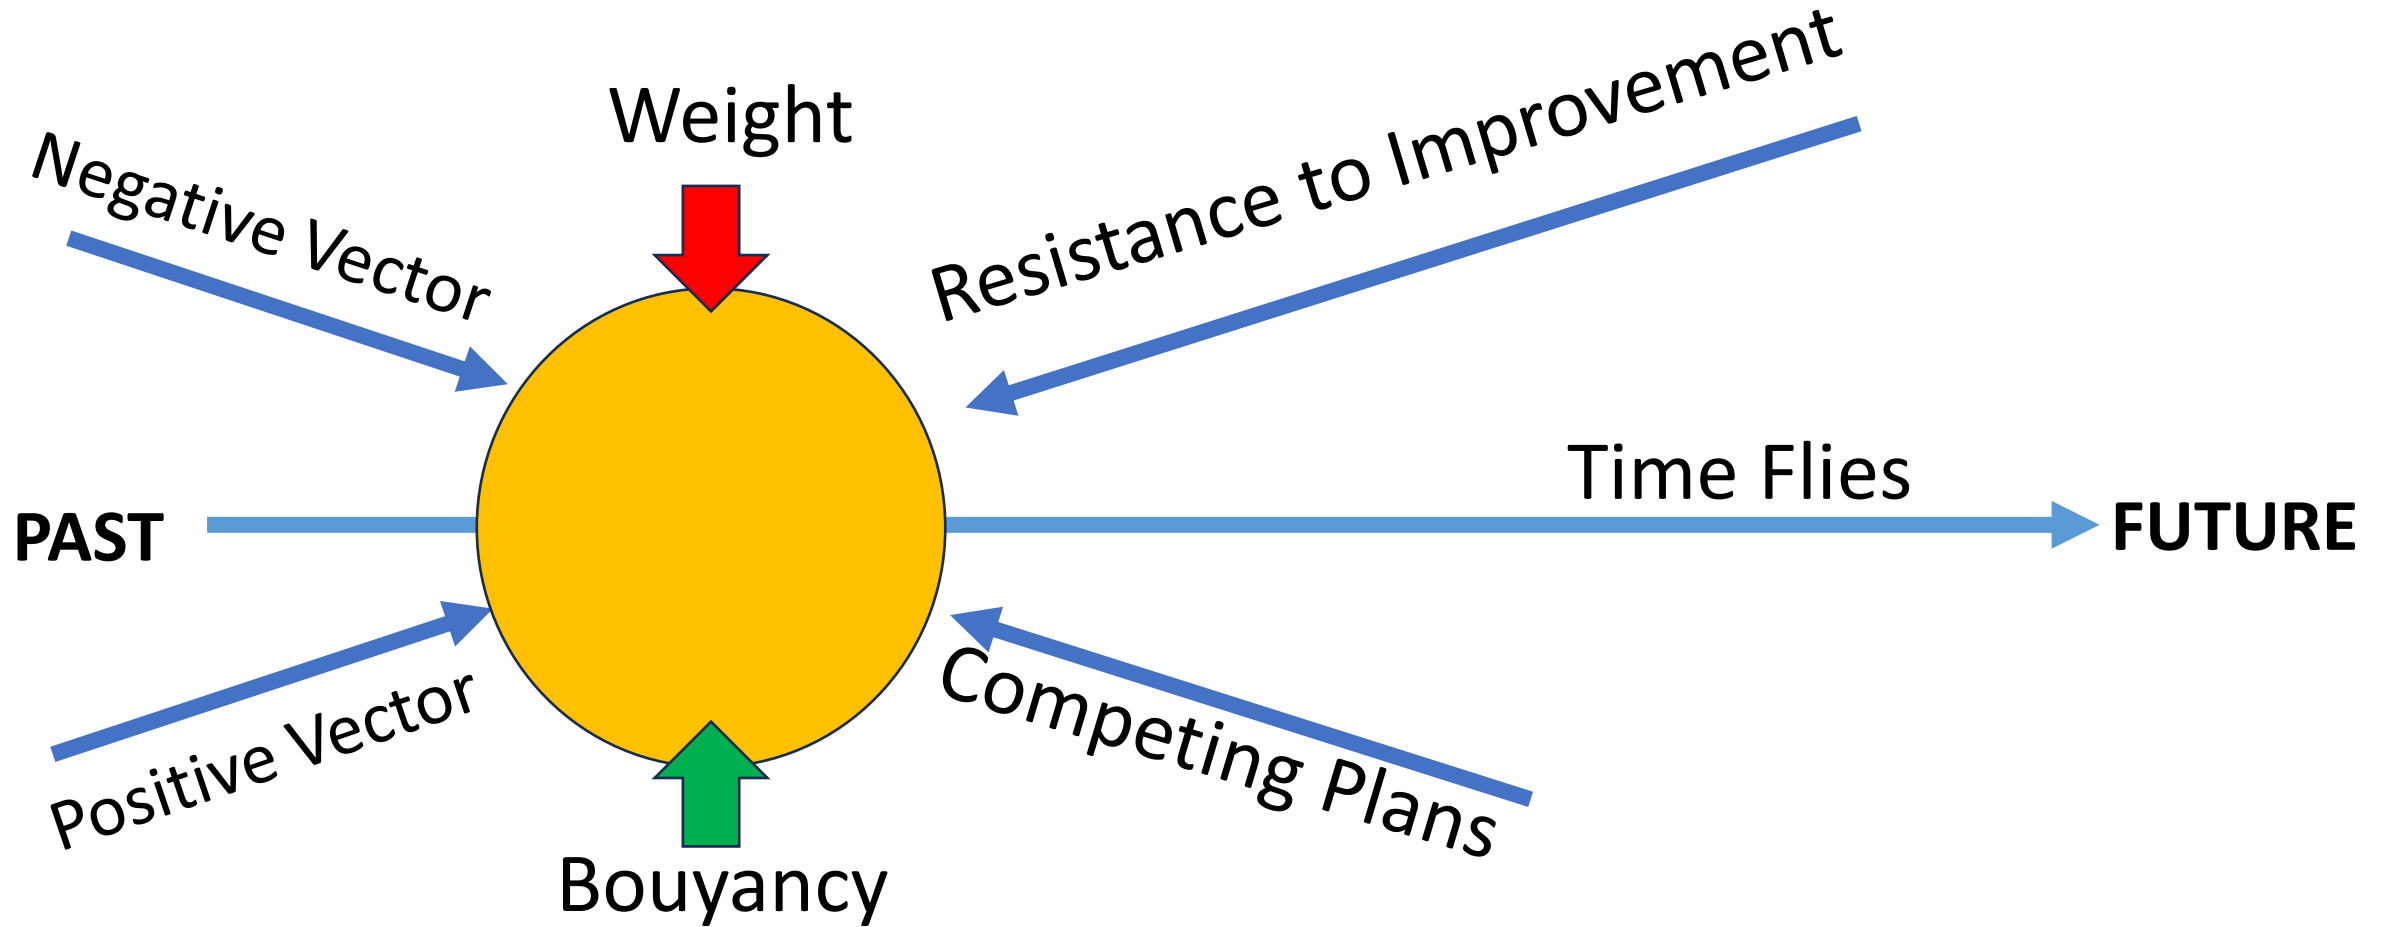 Weight
Negative Vector
Resistance to Improvement
Time Flies
PAST
FUTURE
Positive Vector
Competing Plans
Bouyancy